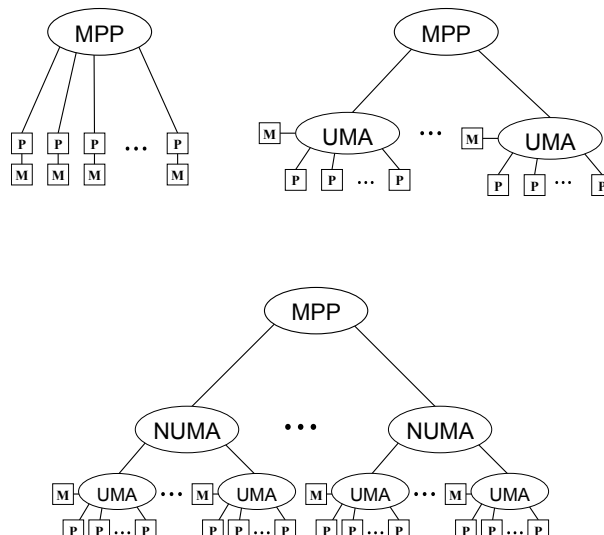 MPP
P P P ... P
M M M M
MPP
M UMA ... M UMA
P P ... P P P ... P
MPP
NUMA ... NUMA
M UMA ... M UMA M UMA ... M UMA
P P ... P P P ... P P P ... P P P ... P